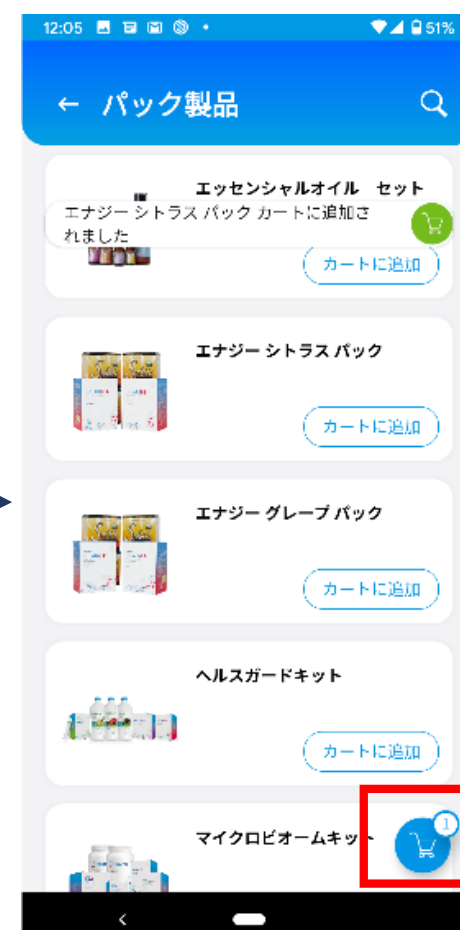 12:05
51%
← パック製品
エッセンシャルオイル　セット
エナジー シトラス パック カートに追加さ
れました
カートに追加
エナジー シトラス パック
カートに追加
エナジー グレープ パック
カートに追加
ヘルスガードキット
カートに追加
マイクロビオームキット
1